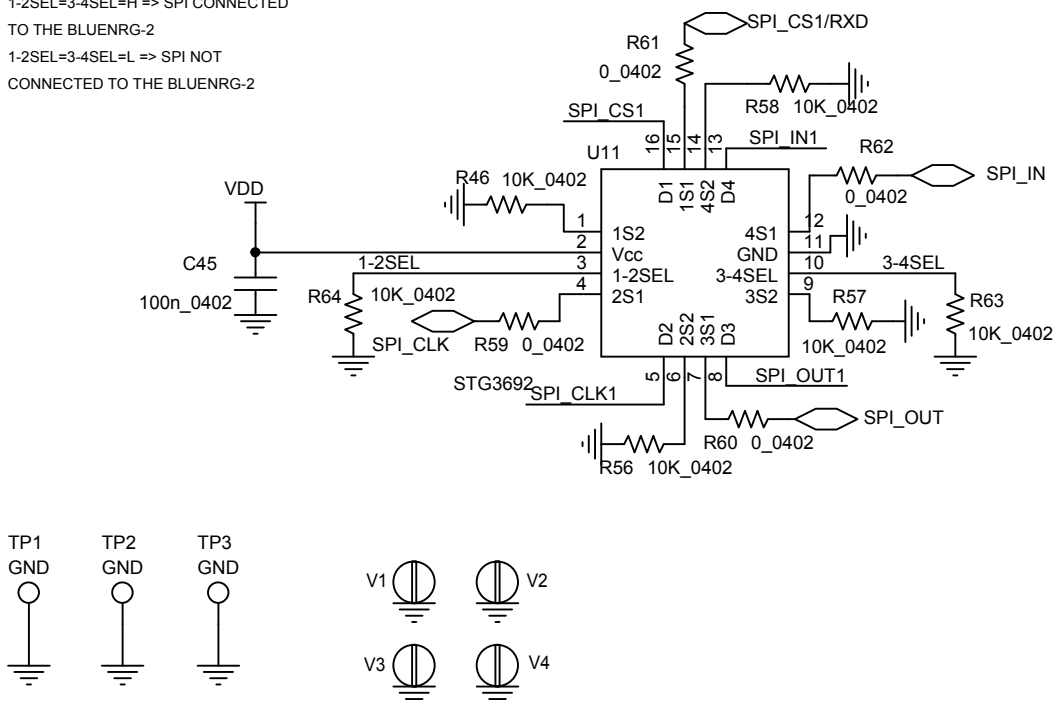 1-2SEL=3-4SEL=H => SPI CONNECTED
TO THE BLUENRG-2
1-2SEL=3-4SEL=L => SPI NOT
CONNECTED TO THE BLUENRG-2
SPI_CS1/RXD
R61
0_0402
R58 10K_0402
SPI_CS1
16
15
14
13
SPI_IN1
R62
0_0402
SPI_IN
U11
D1
1S1
4S2
D4
R46 10K_0402
VDD
1
1S2
2
Vcc
3
1-2SEL
4
2S1
12
4S1
11
GND
10
3-4SEL
9
3S2
1-2SEL
3-4SEL
C45
100n_0402
R64 10K_0402
SPI_CLK R59 0_0402
R57
10K_0402
R63
10K_0402
D2
2S2
3S1
D3
5
6
7
8
STG3692
SPI_CLK1
SPI_OUT1
SPI_OUT
R60 0_0402
R56 10K_0402
TP1 TP2 TP3
GND GND GND
V1 V2
V3 V4